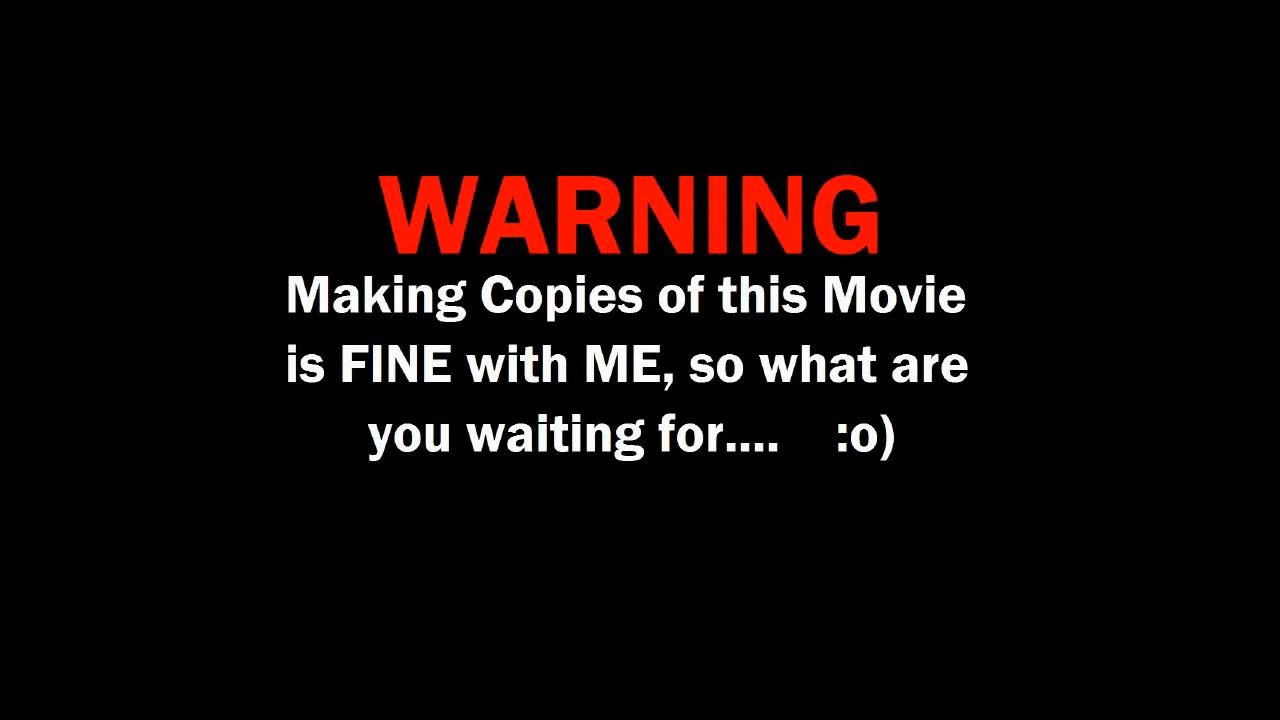 WARNING
Making Copies of this Movie
is FINE with ME, so what are
you waiting for.... :o)